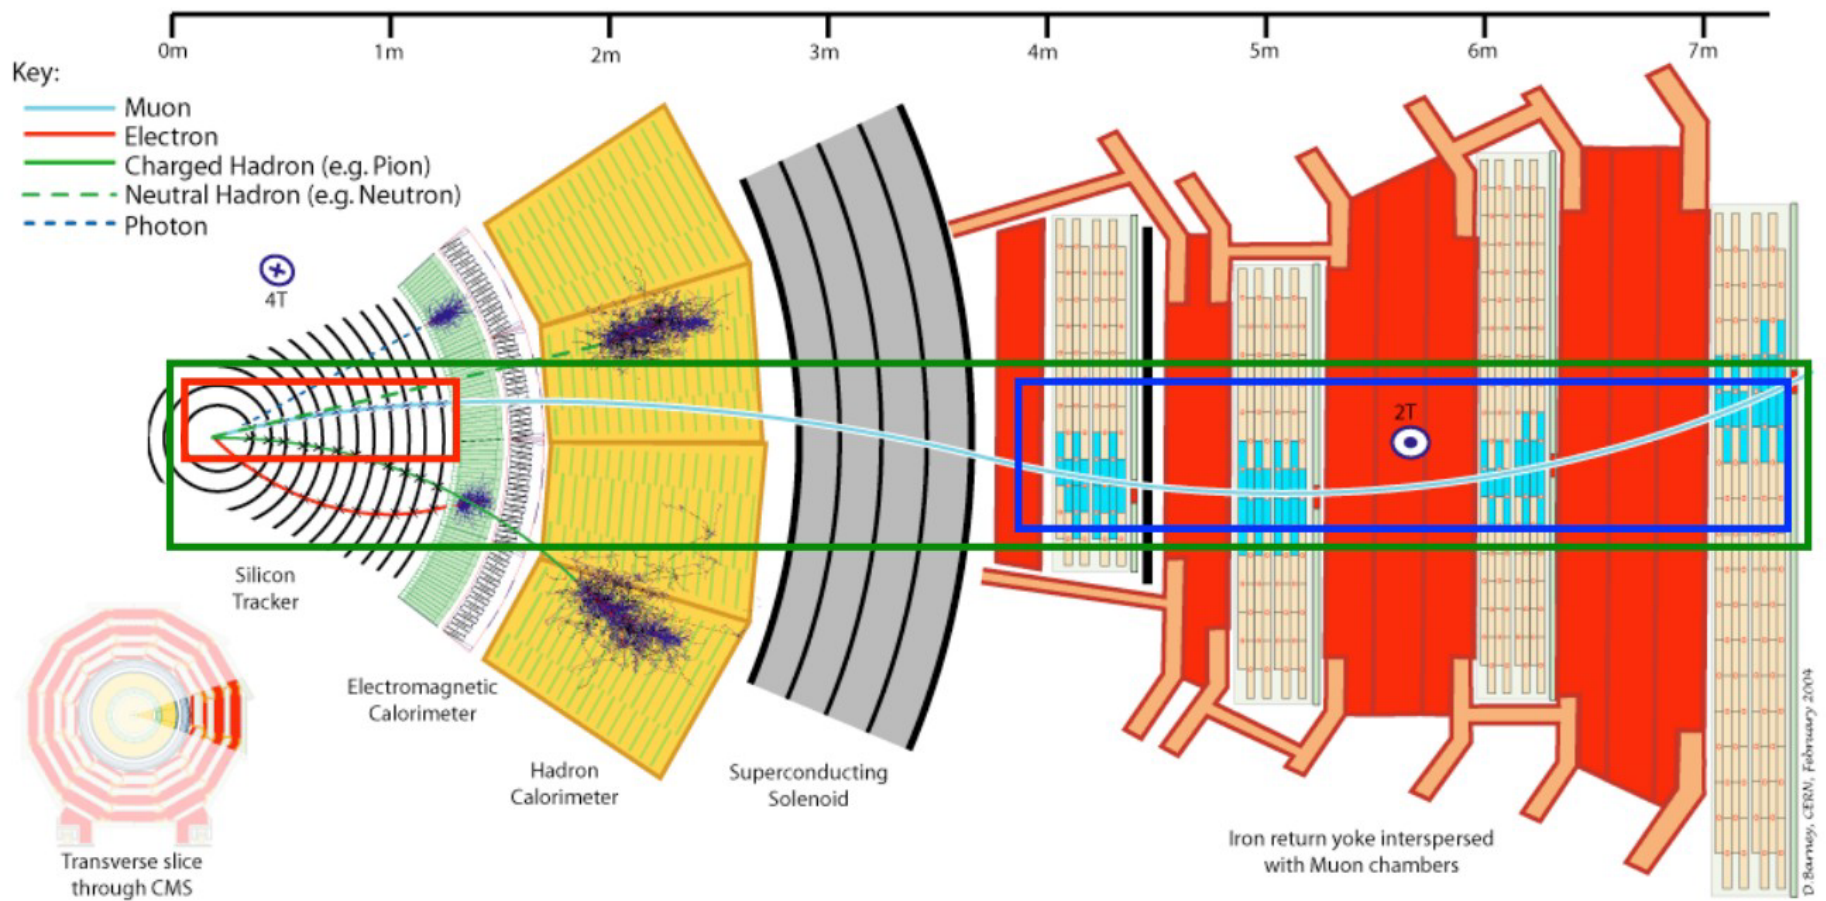 0m 1m 2m 3m 4m 5m 6m 7m
Key:
Muon
Electron
Charged Hadron (e.g. Pion)
Neutral Hadron (e.g. Neutron)
Photon
4T
2T
Silicon
Tracker
Electromagnetic
Calorimeter
Hadron
Calorimeter
Superconducting
Solenoid
Iron return yoke interspersed
with Muon chambers
Transverse slice
through CMS
D.Barney, CERN, February 2004